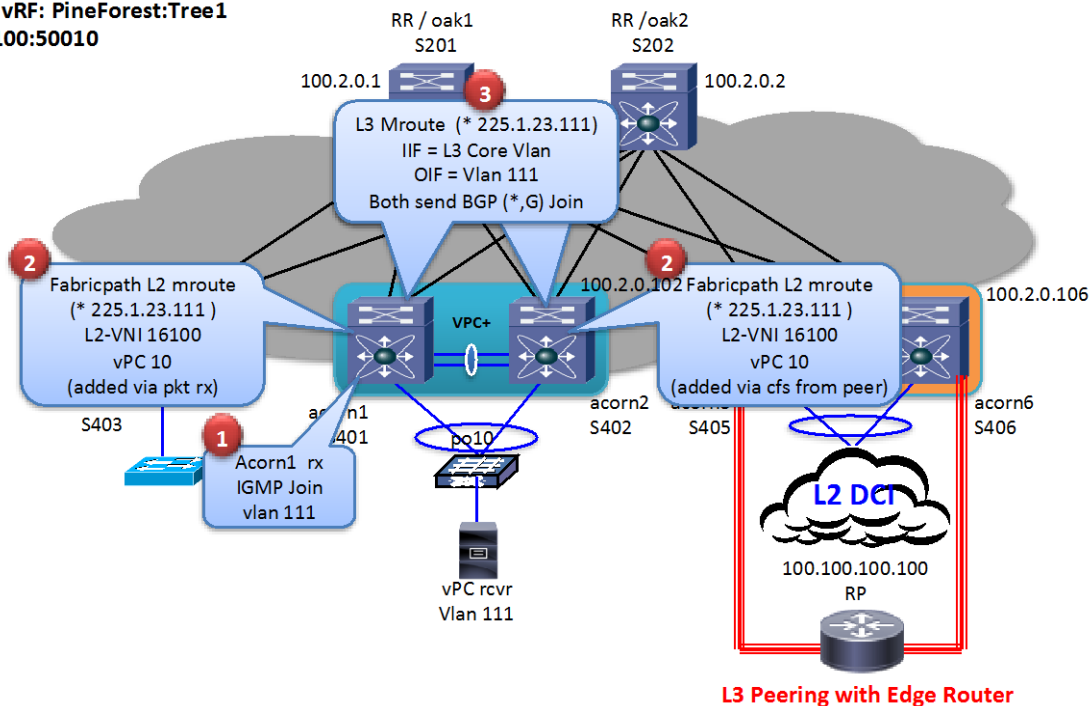 vRF: PineForest:Tree1
100:50010
RR / oak1
S201
RR / oak2
S202
100.2.0.1
100.2.0.2
3
L3 Mroute (* 225.1.23.111)
IIF = L3 Core Vlan
OIF = Vlan 111
Both send BGP (*,G) Join
2
Fabricpath L2 mroute
(* 225.1.23.111 )
L2-VNI 16100
vPC 10
(added via pkt rx)
VPC+
100.2.0.102
2
Fabricpath L2 mroute
(* 225.1.23.111 )
L2-VNI 16100
vPC 10
(added via cfs from peer)
100.2.0.106
S403
1
Acorn1 rx
IGMP Join
vlan 111
po10
acorn2
S402
S405
acorn6
S406
L2 DCI
vPC rcvr
Vlan 111
100.100.100.100
RP
L3 Peering with Edge Router